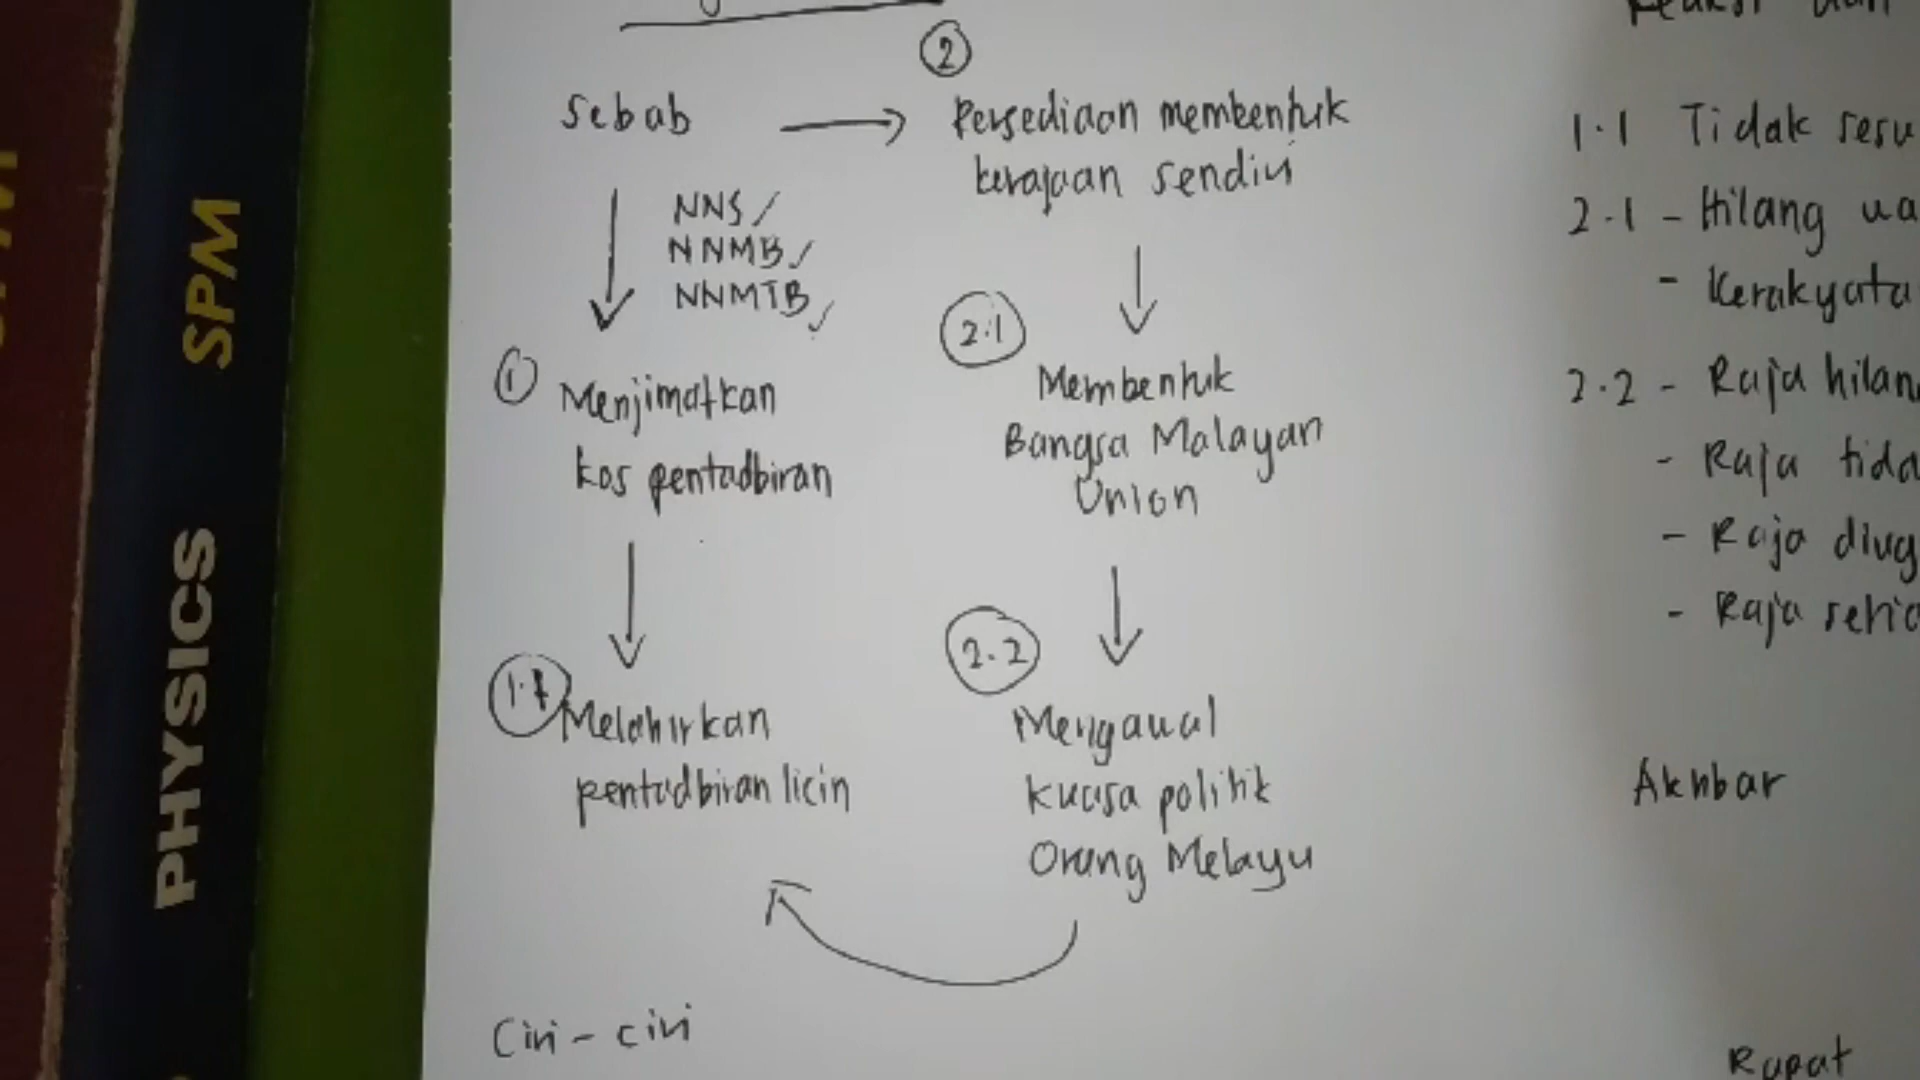 ②
Sebab → Persediaan membentuk
kerajaan sendiri
NNS /
NNMB /
NNMTB /
① Menjimatkan
kos pentadbiran
1.1 Melahirkan
pentadbiran licin
2.1
Membentuk
Bangsa Malayan
Union
2.2
Mengawal
kuasa politik
Orang Melayu
Ciri - ciri
1.1 Tidak sesu
2.1 - Hilang wa
- Kerakyata
2.2 - Raja hilan
- Raja tida
- Raja diug
- Raja
Akhbar
Rapat
SPM
PHYSICS